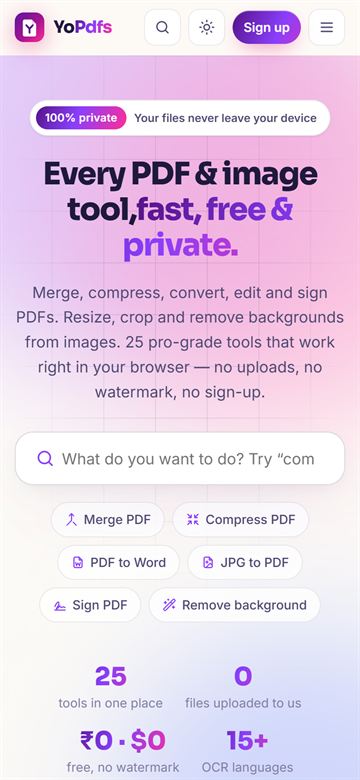 YoPdfs
Sign up
100% private Your files never leave your device
Every PDF & image
tool,fast, free &
private.
Merge, compress, convert, edit and sign
PDFs. Resize, crop and remove backgrounds
from images. 25 pro-grade tools that work
right in your browser — no uploads, no
watermark, no sign-up.
What do you want to do? Try “com
Merge PDF Compress PDF
PDF to Word JPG to PDF
Sign PDF Remove background
25 0
tools in one place files uploaded to us
₹0 · $0 15+
free, no watermark OCR languages